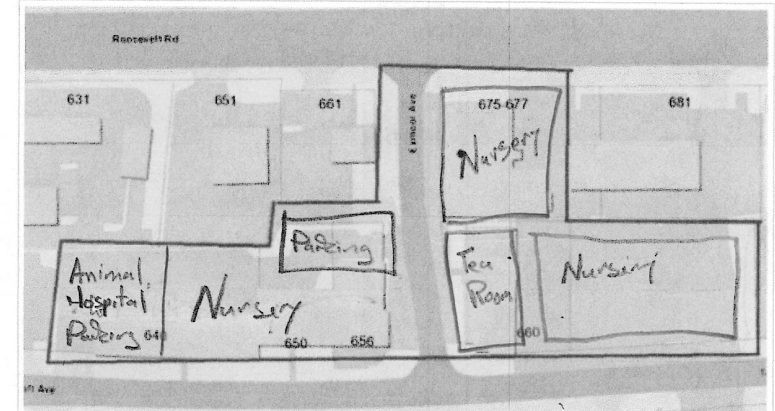 Roosevelt Rd
631
651
661
675-677
681
Nursery
Parking
Animal
Hospital
Parking
640
Nursery
650
656
Tea
Room
Nursery
660